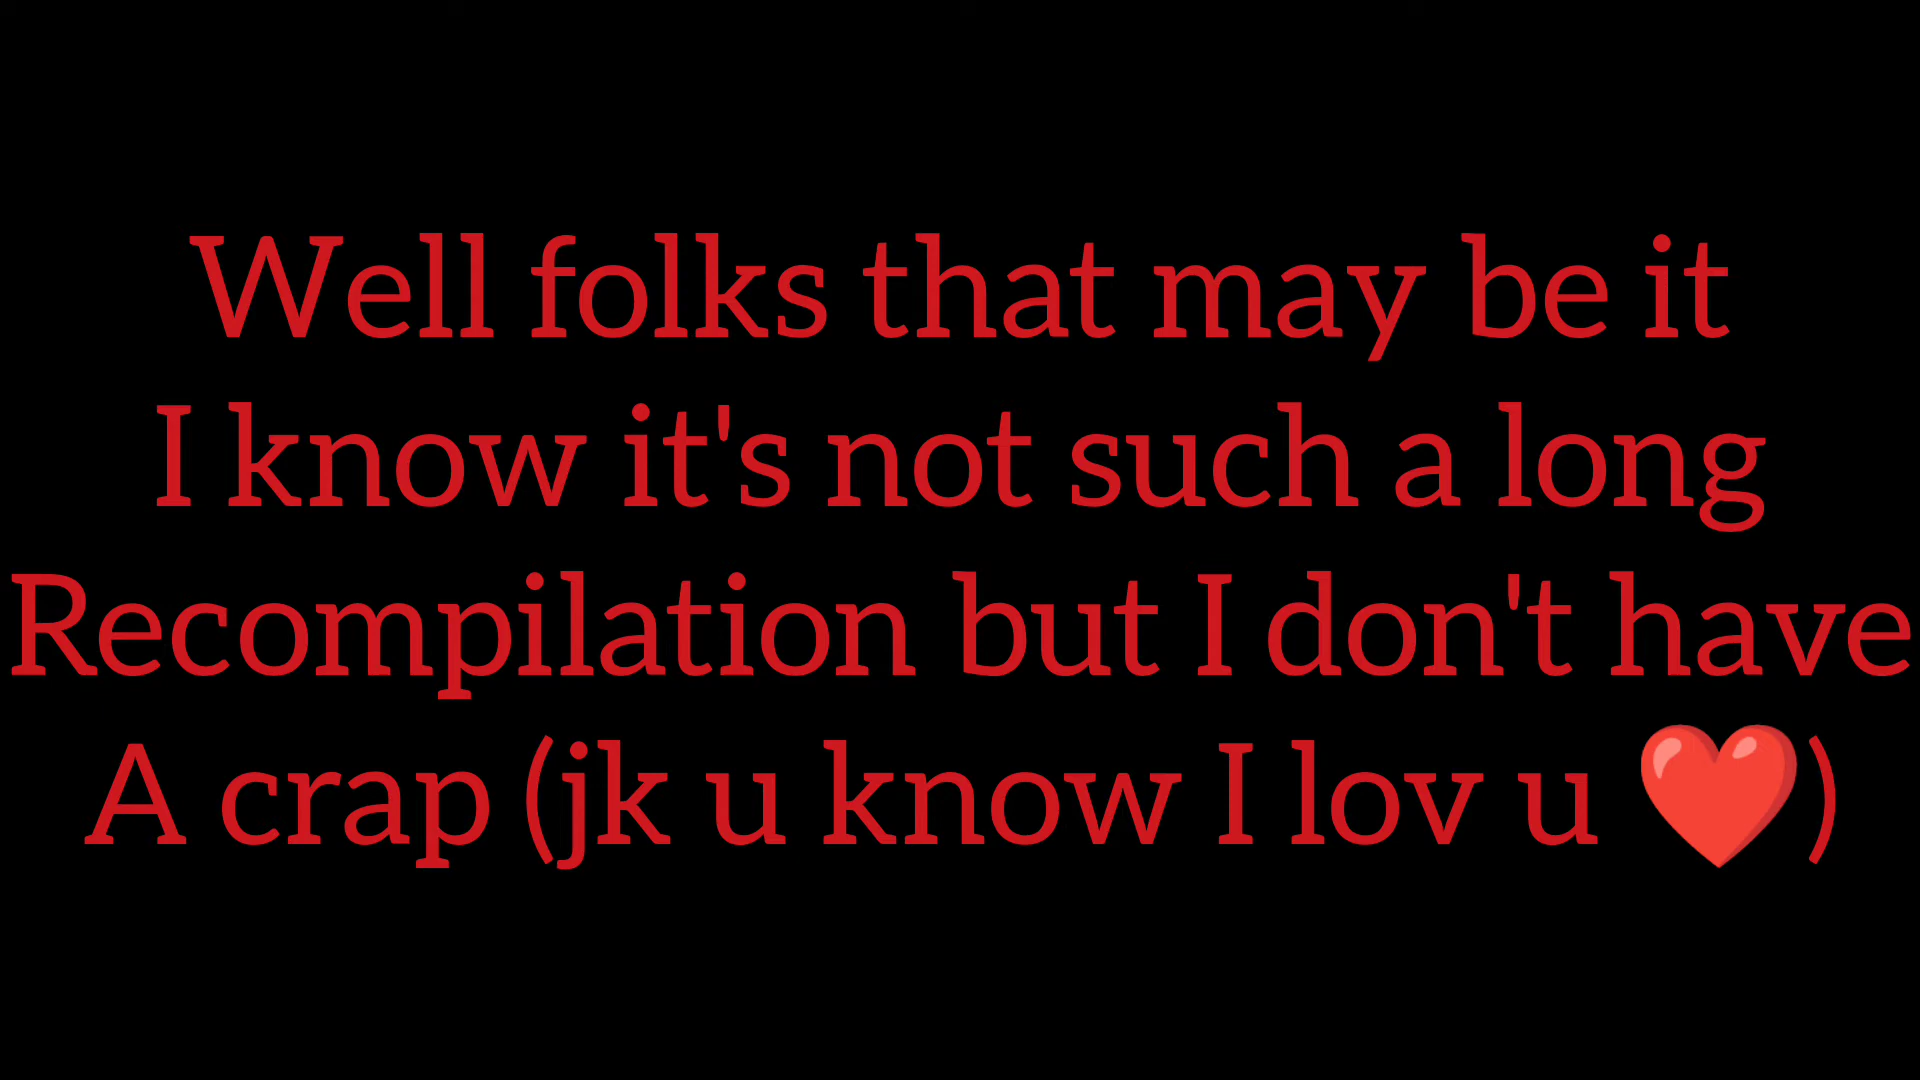 Well folks that may be it
I know it's not such a long
Recompilation but I don't have
A crap (jk u know I lov u ❤️)